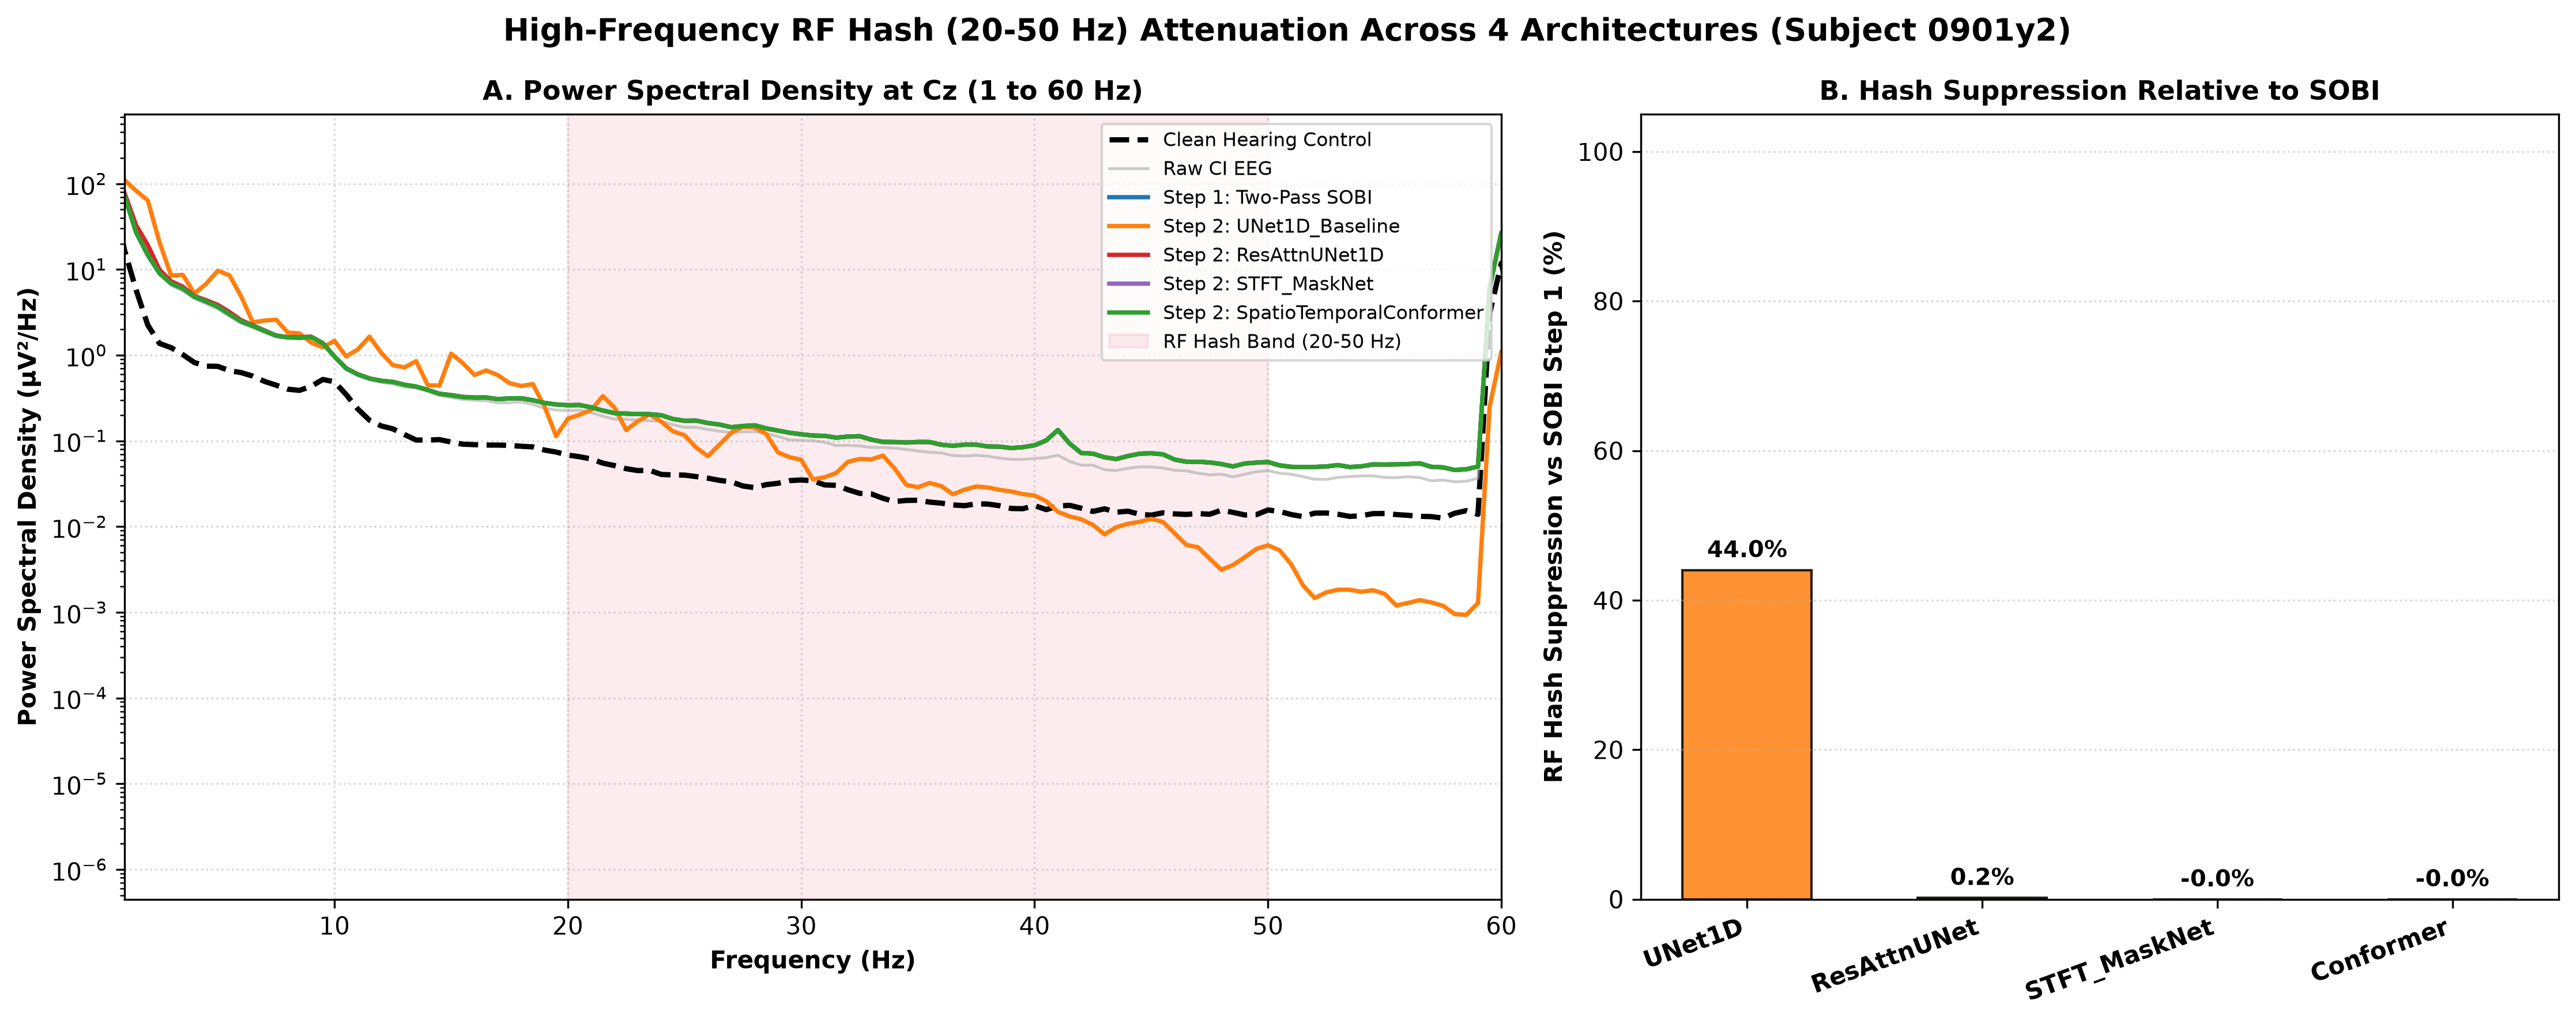 High-Frequency RF Hash (20-50 Hz) Attenuation Across 4 Architectures (Subject 0901y2)
A. Power Spectral Density at Cz (1 to 60 Hz)
Power Spectral Density (µV²/Hz)
10²
10¹
10⁰
10⁻¹
10⁻²
10⁻³
10⁻⁴
10⁻⁵
10⁻⁶
Clean Hearing Control
Raw CI EEG
Step 1: Two-Pass SOBI
Step 2: UNet1D_Baseline
Step 2: ResAttnUNet1D
Step 2: STFT_MaskNet
Step 2: SpatioTemporalConformer
RF Hash Band (20-50 Hz)
10 20 30 40 50 60
Frequency (Hz)
B. Hash Suppression Relative to SOBI
RF Hash Suppression vs SOBI Step 1 (%)
100
80
60
40
20
0
44.0%
0.2%
-0.0%
-0.0%
UNet1D
ResAttnUNet
STFT_MaskNet
Conformer